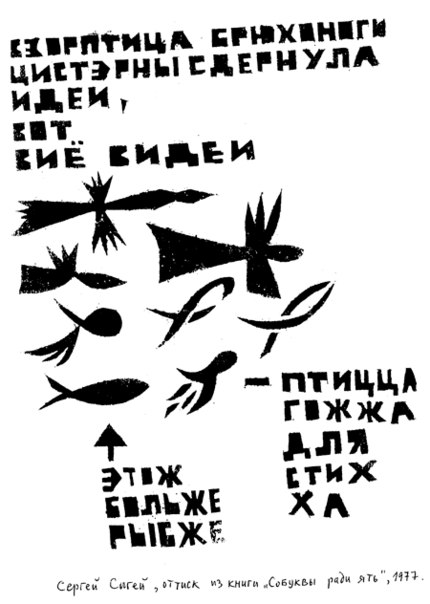 ВЗОРПТИЦА БРЮХОНОГИ
ЦИСТЭРНЫ СДЕРНУЛА
ИДЕИ,
ВОТ
ВИЁ ВИДЕИ
— ПТИЦЦА
ГОЖЖА
ДЛЯ
СТИХ
ХА
ЭТОЖ
БОЛЬЖЕ
РЫБЖЕ
Сергей Сигей, оттиск из книги „Собуквы ради ять", 1977.